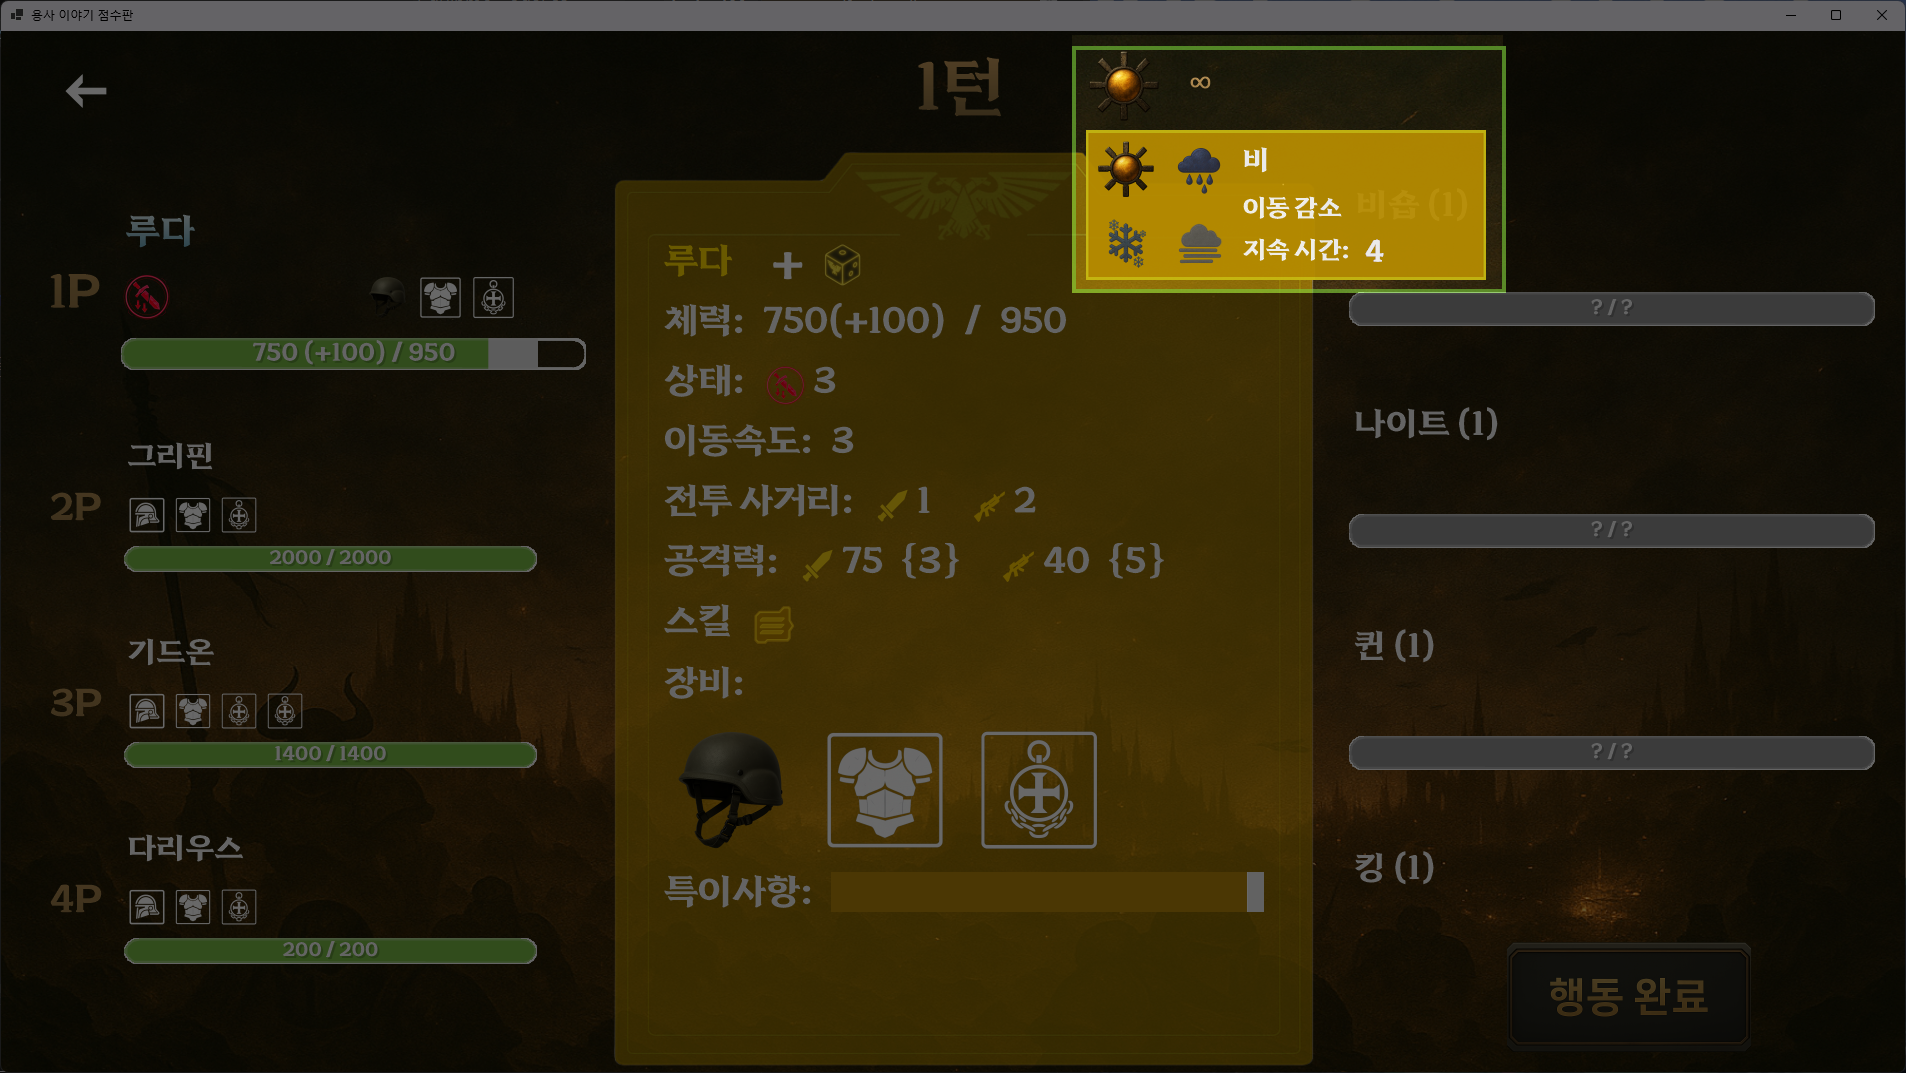 용사 이야기 점수판
1턴
∞
비
이동 감소
지속 시간: 4
루다
1P
750 (+100) / 950
그리핀
2P
2000 / 2000
기드온
3P
1400 / 1400
다리우스
4P
200 / 200
루다 +
체력: 750(+100) / 950
상태: 3
이동속도: 3
전투 사거리: 1 2
공격력: 75 {3} 40 {5}
스킬
장비:
특이사항:
비숍 (1)
? / ?
나이트 (1)
? / ?
퀸 (1)
? / ?
킹 (1)
행동 완료